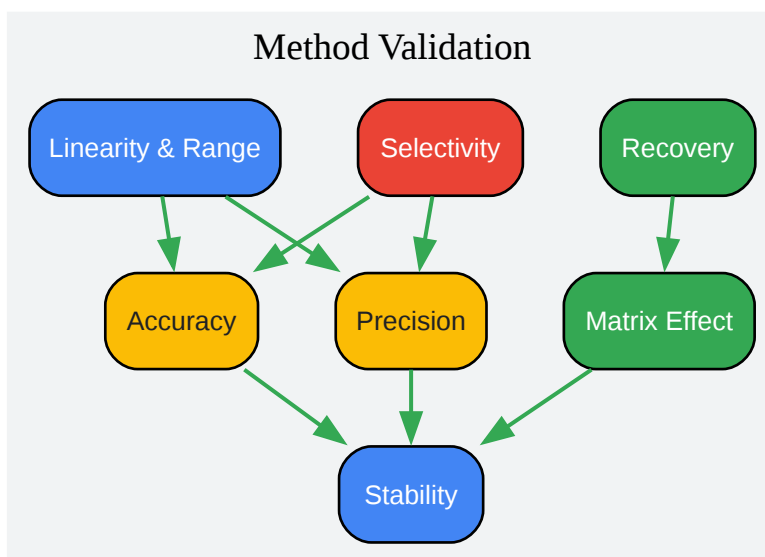 Method Validation
Linearity & Range
Selectivity
Recovery
Accuracy
Precision
Matrix Effect
Stability